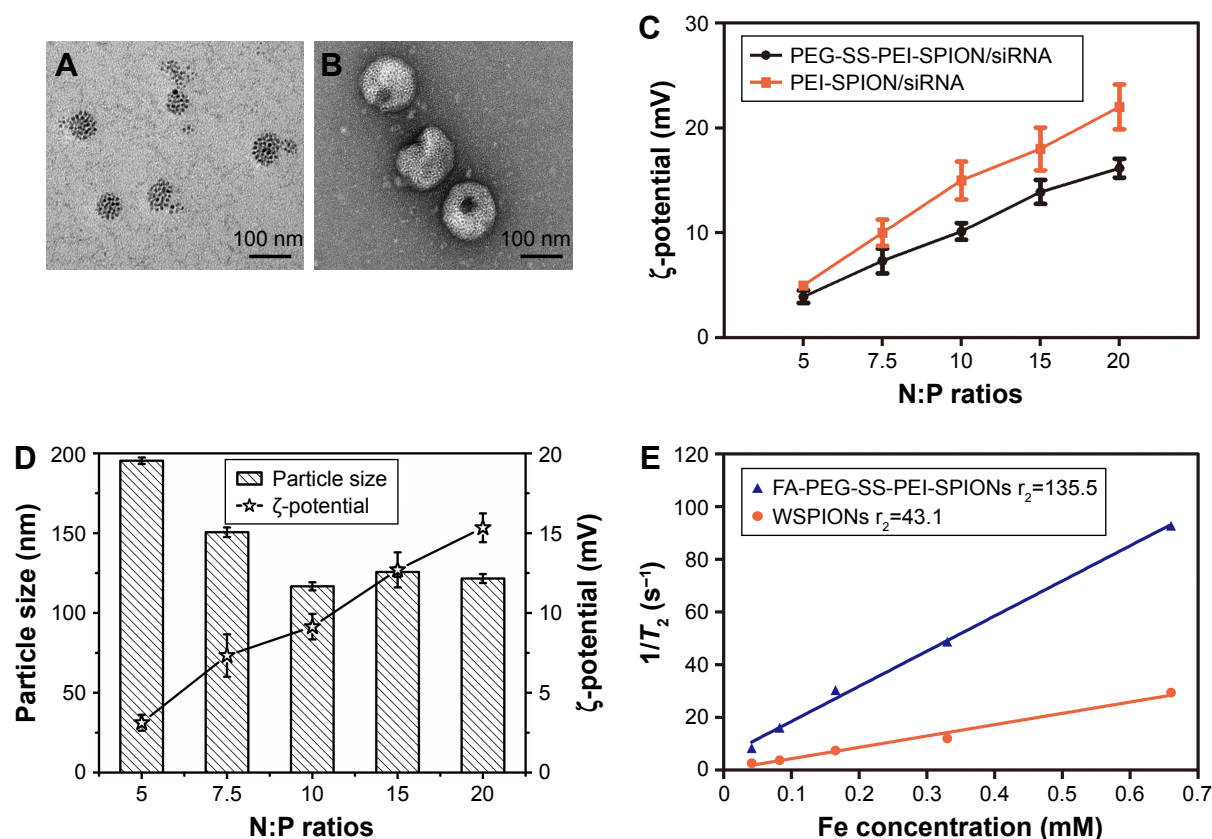 A
100 nm
B
100 nm
C
30
20
10
0
ζ-potential (mV)
PEG-SS-PEI-SPION/siRNA
PEI-SPION/siRNA
5 7.5 10 15 20
N:P ratios
D
200
150
100
50
0
Particle size (nm)
Particle size
ζ-potential
20
15
10
5
0
ζ-potential (mV)
5 7.5 10 15 20
N:P ratios
E
120
100
80
60
40
20
0
1/T₂ (s⁻¹)
FA-PEG-SS-PEI-SPIONs r₂=135.5
WSPIONs r₂=43.1
0 0.1 0.2 0.3 0.4 0.5 0.6 0.7
Fe concentration (mM)